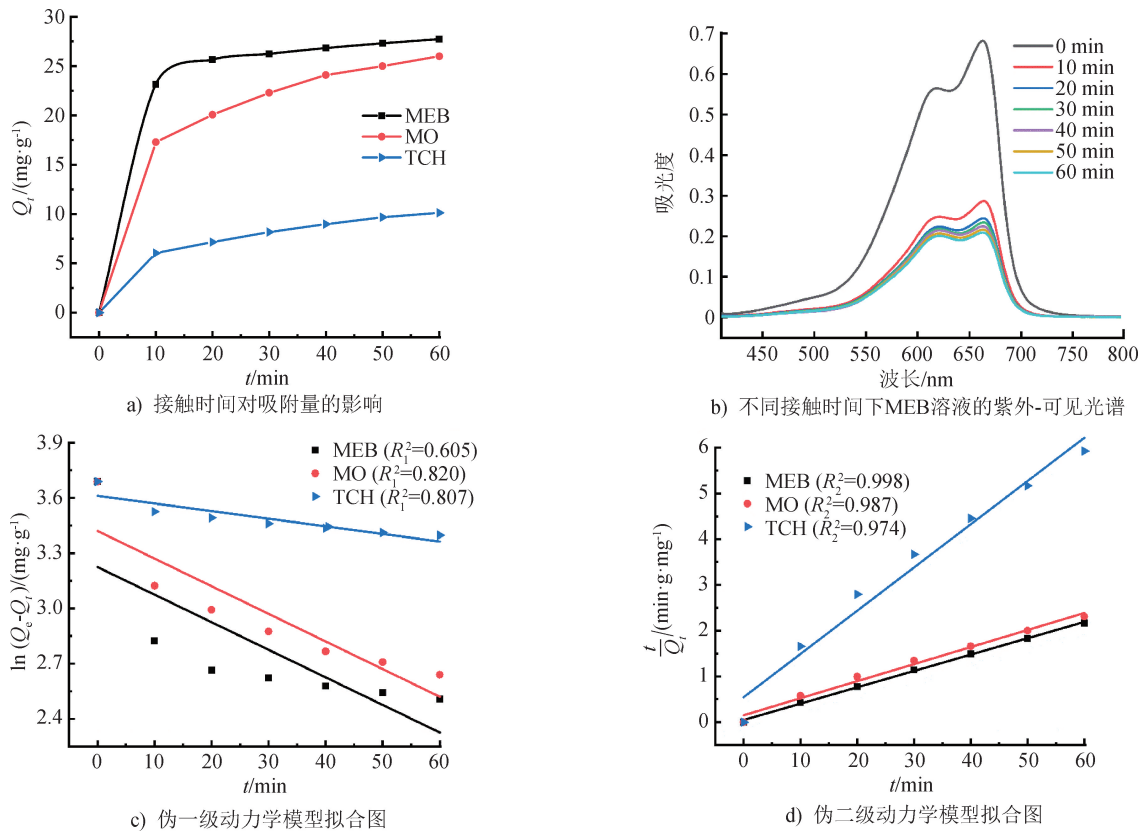 30
25
20
15
10
5
0
Qt/(mg·g-1)
MEB
MO
TCH
0 10 20 30 40 50 60
t/min
a) 接触时间对吸附量的影响
0.7
0.6
0.5
0.4
0.3
0.2
0.1
0
吸光度
0 min
10 min
20 min
30 min
40 min
50 min
60 min
450 500 550 600 650 700 750 800
波长/nm
b) 不同接触时间下MEB溶液的紫外-可见光谱
3.9
3.6
3.3
3.0
2.7
2.4
ln (Qe-Qt)/(mg·g-1)
MEB (R12=0.605)
MO (R12=0.820)
TCH (R12=0.807)
0 10 20 30 40 50 60
t/min
c) 伪一级动力学模型拟合图
6
5
4
3
2
1
0
t/Qt/(min·g·mg-1)
MEB (R22=0.998)
MO (R22=0.987)
TCH (R22=0.974)
0 10 20 30 40 50 60
t/min
d) 伪二级动力学模型拟合图